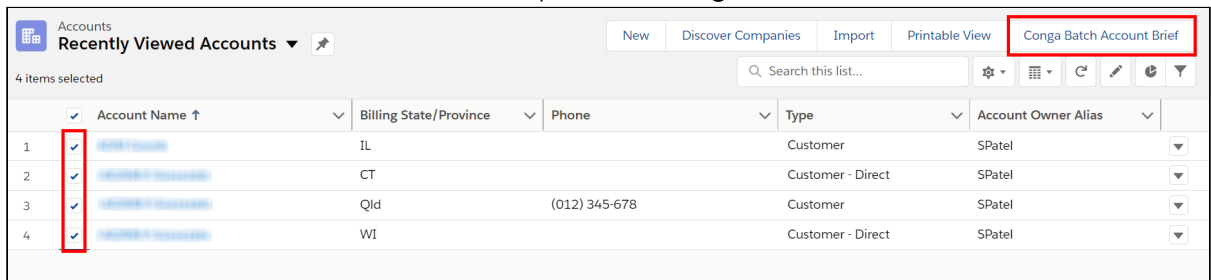 Accounts
Recently Viewed Accounts
New Discover Companies Import Printable View Conga Batch Account Brief
4 items selected
Search this list...
Account Name ↑ Billing State/Province Phone Type Account Owner Alias
1 IL Customer SPatel
2 CT Customer - Direct SPatel
3 Qld (012) 345-678 Customer SPatel
4 WI Customer - Direct SPatel